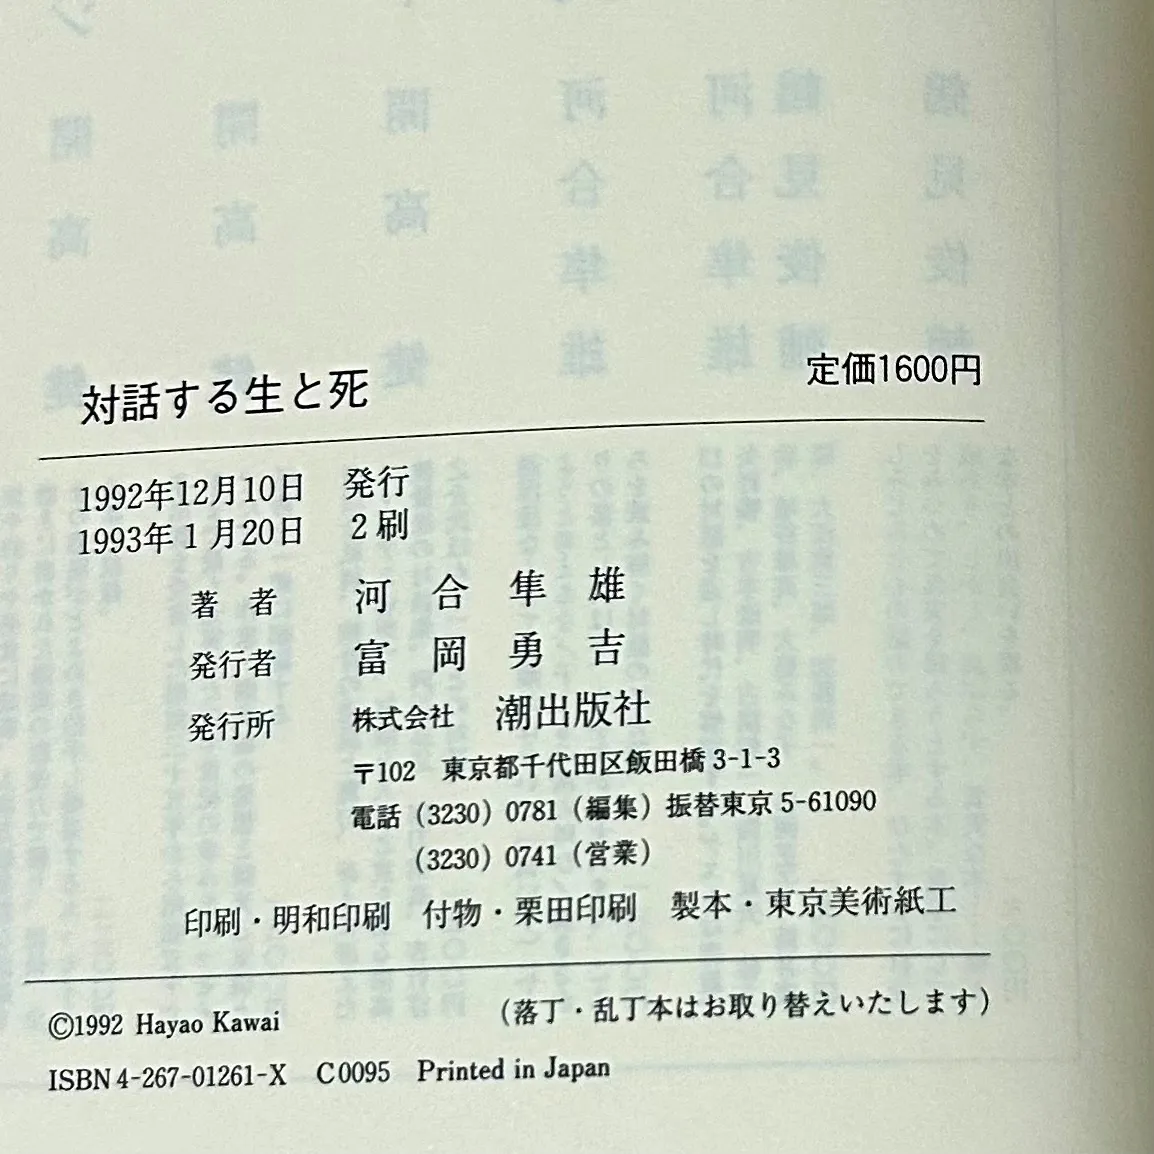 対話する生と死
定価1600円
1992年12月10日 発行
1993年1月20日 2刷
著者 河合隼雄
発行者 富岡勇吉
発行所 株式会社 潮出版社
〒102 東京都千代田区飯田橋3-1-3
電話 (3230) 0781 (編集) 振替東京5-61090
(3230) 0741 (営業)
印刷・明和印刷 付物・栗田印刷 製本・東京美術紙工
©1992 Hayao Kawai (落丁・乱丁本はお取り替えいたします)
ISBN4-267-01261-X C0095 Printed in Japan